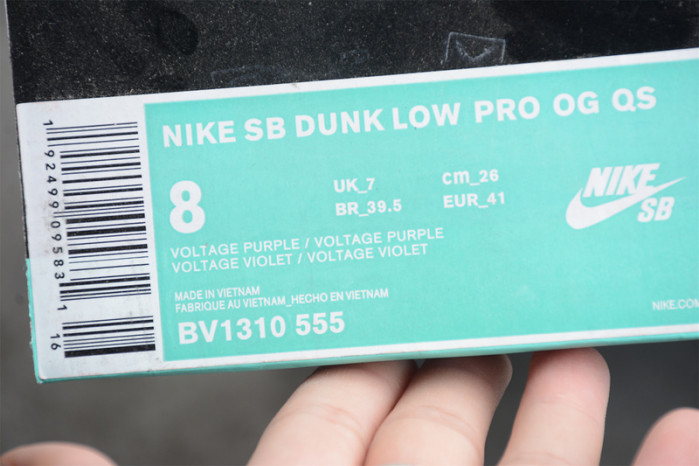 NIKE SB DUNK LOW PRO OG QS
8
UK_7
cm_26
BR_39.5
EUR_41
NIKE
SB
VOLTAGE PURPLE / VOLTAGE PURPLE
VOLTAGE VIOLET / VOLTAGE VIOLET
MADE IN VIETNAM
FABRIQUE AU VIETNAM_HECHO EN VIETNAM
BV1310 555
NIKE.COM
1 92499 09583 1
16